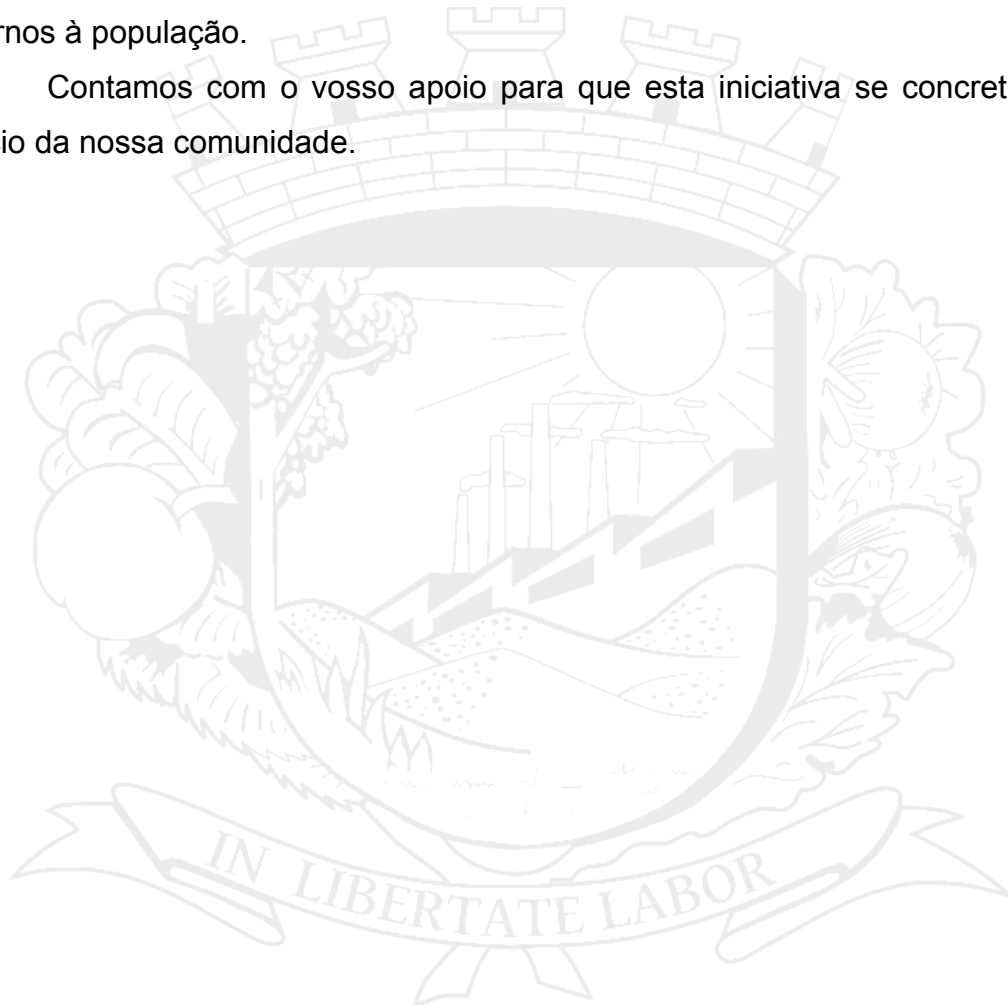 rnos à população.
Contamos com o vosso apoio para que esta iniciativa se concret
io da nossa comunidade.
IN LIBERTATE LABOR